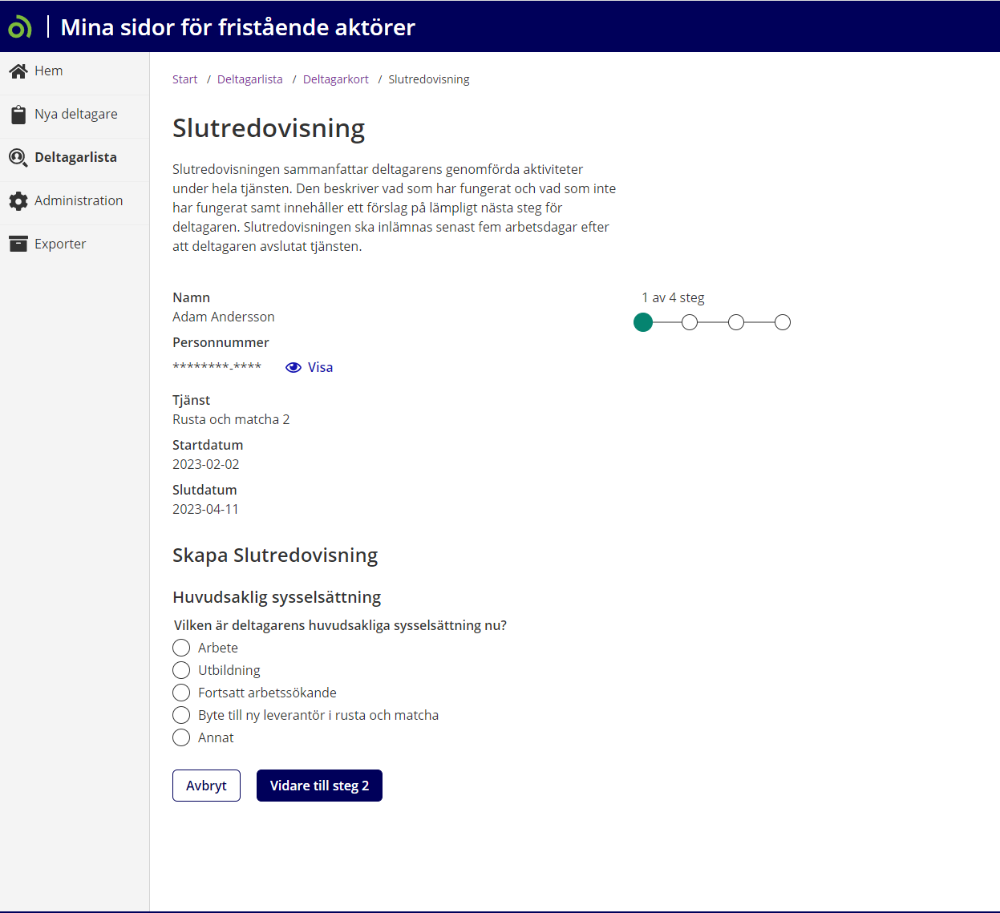 Mina sidor för fristående aktörer
Hem
Nya deltagare
Deltagarlista
Administration
Exporter
Start / Deltagarlista / Deltagarkort / Slutredovisning
Slutredovisning
Slutredovisningen sammanfattar deltagarens genomförda aktiviteter
under hela tjänsten. Den beskriver vad som har fungerat och vad som inte
har fungerat samt innehåller ett förslag på lämpligt nästa steg för
deltagaren. Slutredovisningen ska inlämnas senast fem arbetsdagar efter
att deltagaren avslutat tjänsten.
1 av 4 steg
Namn
Adam Andersson
Personnummer
********-**** Visa
Tjänst
Rusta och matcha 2
Startdatum
2023-02-02
Slutdatum
2023-04-11
Skapa Slutredovisning
Huvudsaklig sysselsättning
Vilken är deltagarens huvudsakliga sysselsättning nu?
Arbete
Utbildning
Fortsatt arbetssökande
Byte till ny leverantör i rusta och matcha
Annat
Avbryt Vidare till steg 2